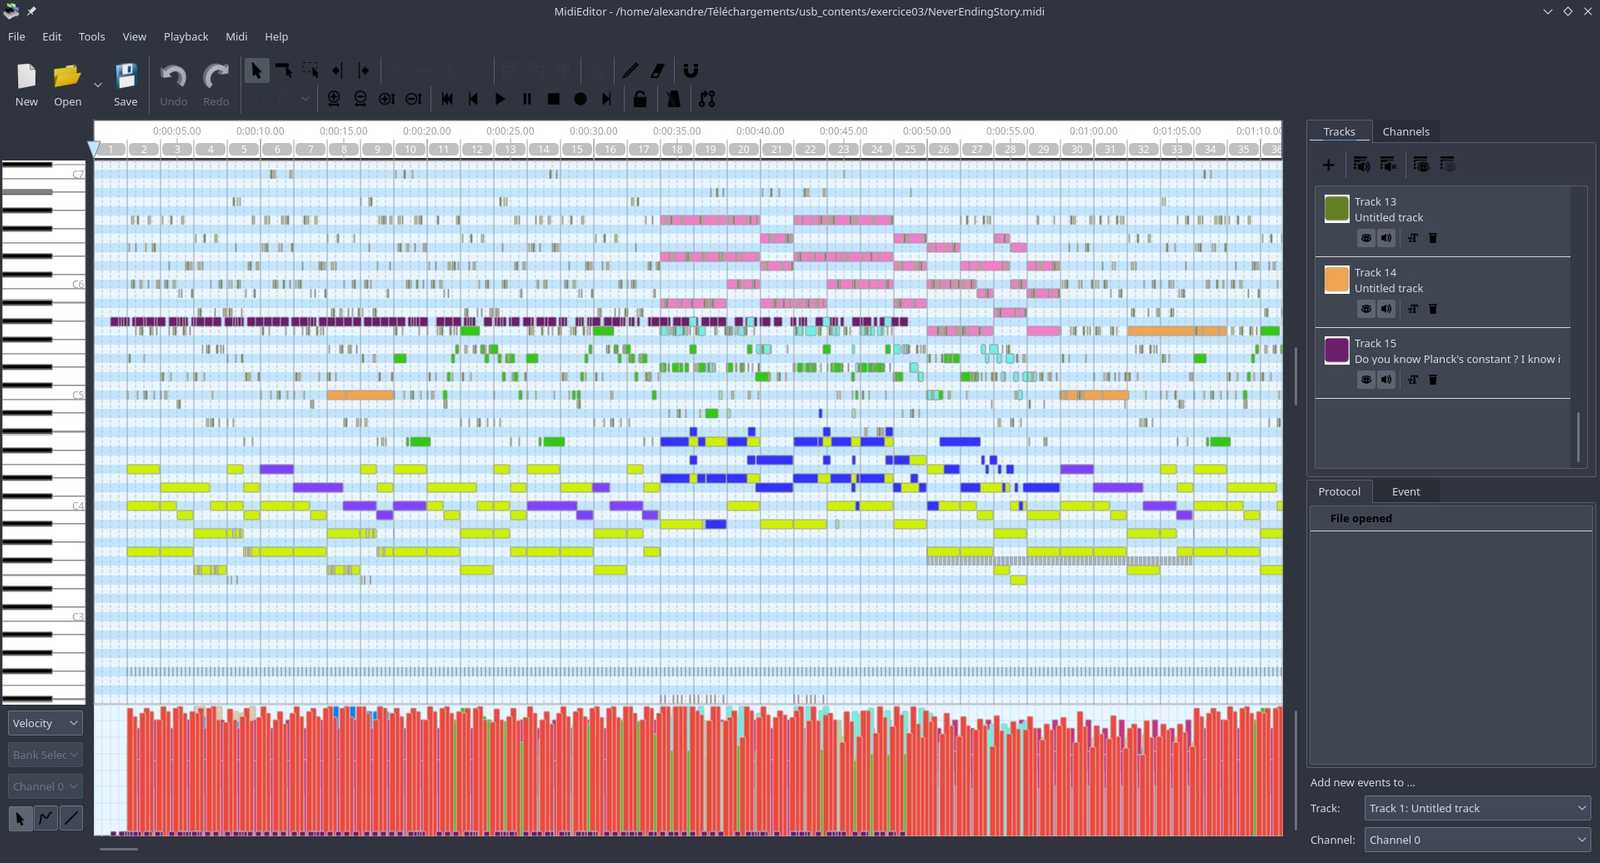 MidiEditor - /home/alexandre/Téléchargements/usb_contents/exercice03/NeverEndingStory.midi
File Edit Tools View Playback Midi Help
New Open Save Undo Redo
0:00:05.00 0:00:10.00 0:00:15.00 0:00:20.00 0:00:25.00 0:00:30.00 0:00:35.00 0:00:40.00 0:00:45.00 0:00:50.00 0:00:55.00 0:01:00.00 0:01:05.00 0:01:10.00
1 2 3 4 5 6 7 8 9 10 11 12 13 14 15 16 17 18 19 20 21 22 23 24 25 26 27 28 29 30 31 32 33 34 35 36
C7
C6
C5
C4
C3
Velocity
Bank Selec
Channel 0
Tracks Channels
Track 13
Untitled track
Track 14
Untitled track
Track 15
Do you know Planck's constant ? I know i
Protocol Event
File opened
Add new events to ...
Track: Track 1: Untitled track
Channel: Channel 0